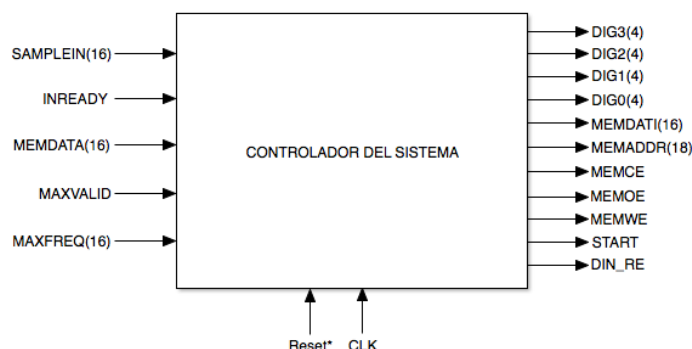 SAMPLEIN(16)
INREADY
MEMDATA(16)
MAXVALID
MAXFREQ(16)
CONTROLADOR DEL SISTEMA
DIG3(4)
DIG2(4)
DIG1(4)
DIG0(4)
MEMDATI(16)
MEMADDR(18)
MEMCE
MEMOE
MEMWE
START
DIN_RE
Reset* CLK